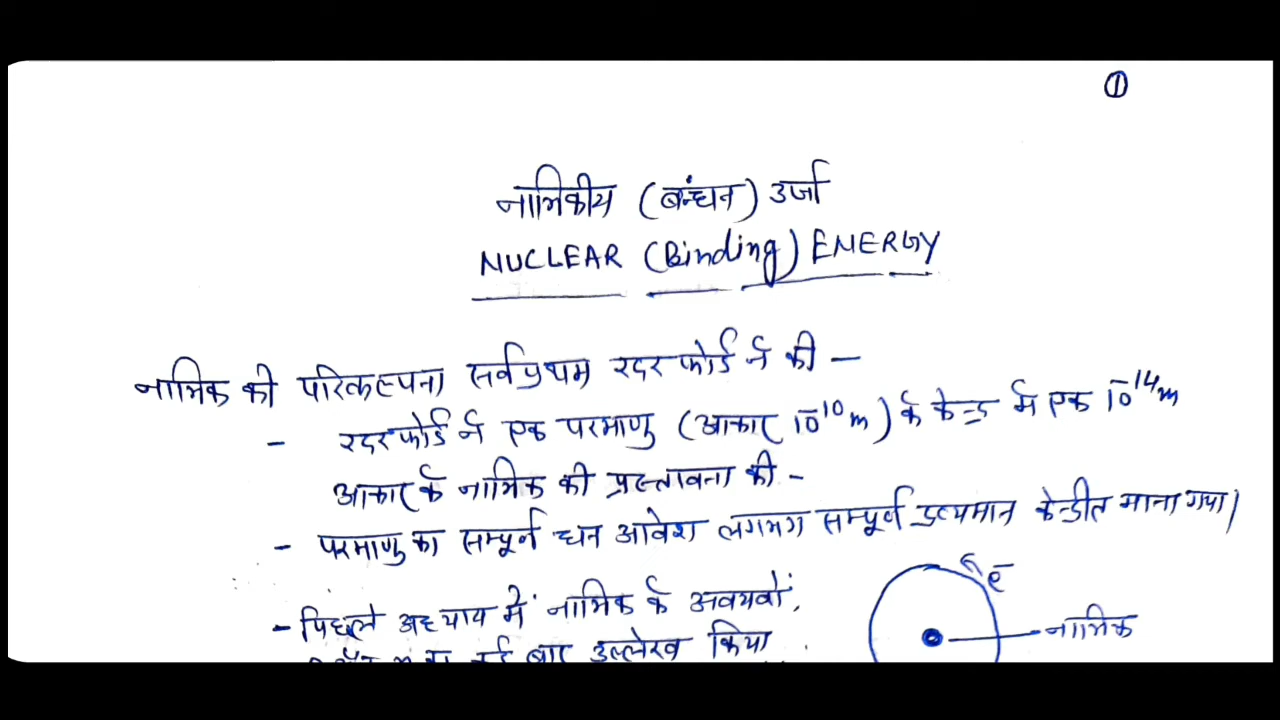 ①
नाभिकीय (बंन्धन) उर्जा
NUCLEAR (Binding) ENERGY
नाभिक की परिकल्पना सर्वप्रथम रदरफोर्ड ने की —
- रदरफोर्ड ने एक परमाणु (आकार 10⁻¹⁰m) के केन्द्र में एक 10⁻¹⁴m
आकार के नाभिक की प्रस्तावना की -
- परमाणु का सम्पूर्न धन आवेश लगभग सम्पूर्ण द्रव्यमान केन्द्रीत माना गया।
e⁻
- पिछले अध्याय में नाभिक के अवयवों,
नाभिक
बार उल्लेख किया